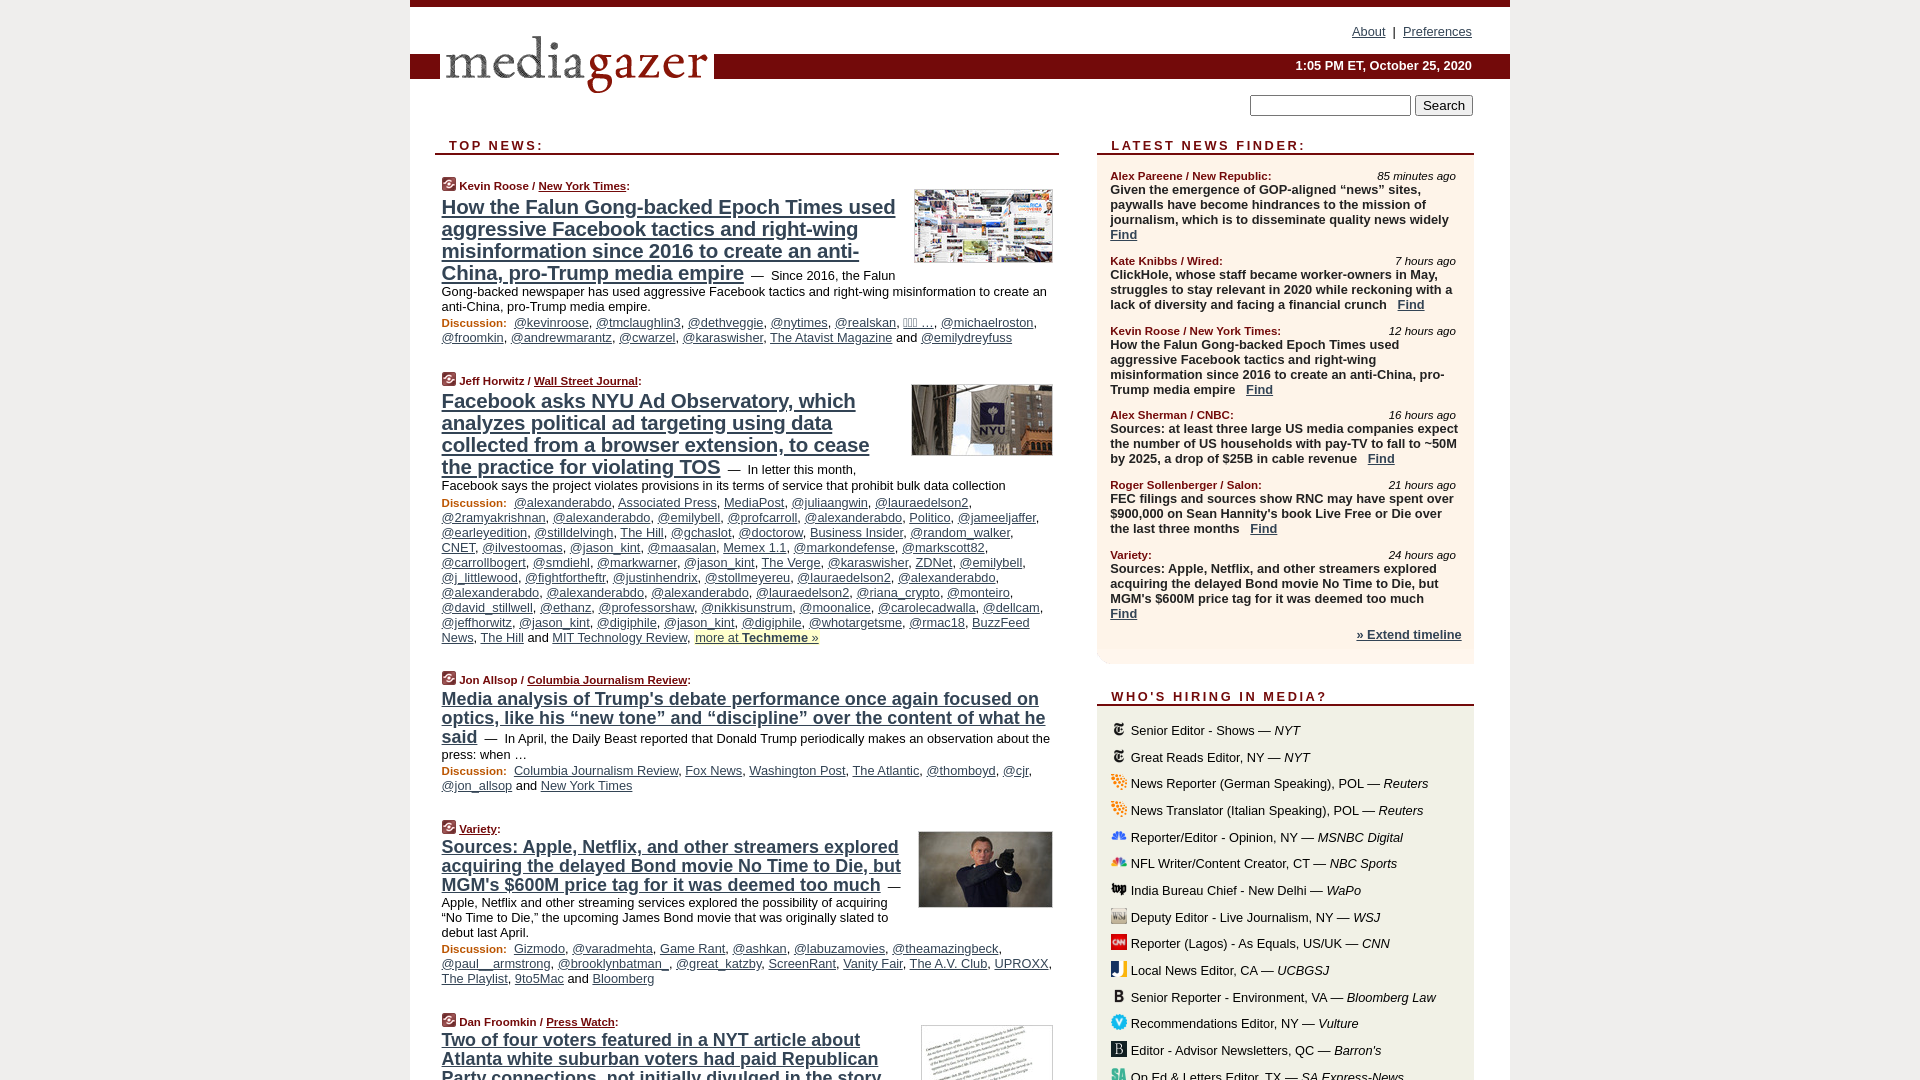 About | Preferences
mediagazer
1:05 PM ET, October 25, 2020
Search
TOP NEWS:
Kevin Roose / New York Times:
How the Falun Gong-backed Epoch Times used
aggressive Facebook tactics and right-wing
misinformation since 2016 to create an anti-
China, pro-Trump media empire — Since 2016, the Falun
Gong-backed newspaper has used aggressive Facebook tactics and right-wing misinformation to create an
anti-China, pro-Trump media empire.
Discussion: @kevinroose, @tmclaughlin3, @dethveggie, @nytimes, @realskan, …, @michaelroston,
@froomkin, @andrewmarantz, @cwarzel, @karaswisher, The Atavist Magazine and @emilydreyfuss
Jeff Horwitz / Wall Street Journal:
Facebook asks NYU Ad Observatory, which
analyzes political ad targeting using data
collected from a browser extension, to cease
the practice for violating TOS — In letter this month,
Facebook says the project violates provisions in its terms of service that prohibit bulk data collection
NYU
Discussion: @alexanderabdo, Associated Press, MediaPost, @juliaangwin, @lauraedelson2,
@2ramyakrishnan, @alexanderabdo, @emilybell, @profcarroll, @alexanderabdo, Politico, @jameeljaffer,
@earleyedition, @stilldelvingh, The Hill, @gchaslot, @doctorow, Business Insider, @random_walker,
CNET, @ilvestoomas, @jason_kint, @maasalan, Memex 1.1, @markondefense, @markscott82,
@carrollbogert, @smdiehl, @markwarner, @jason_kint, The Verge, @karaswisher, ZDNet, @emilybell,
@j_littlewood, @fightfortheftr, @justinhendrix, @stollmeyereu, @lauraedelson2, @alexanderabdo,
@alexanderabdo, @alexanderabdo, @alexanderabdo, @lauraedelson2, @riana_crypto, @monteiro,
@david_stillwell, @ethanz, @professorshaw, @nikkisunstrum, @moonalice, @carolecadwalla, @dellcam,
@jeffhorwitz, @jason_kint, @digiphile, @jason_kint, @digiphile, @whotargetsme, @rmac18, BuzzFeed
News, The Hill and MIT Technology Review, more at Techmeme »
Jon Allsop / Columbia Journalism Review:
Media analysis of Trump's debate performance once again focused on
optics, like his “new tone” and “discipline” over the content of what he
said — In April, the Daily Beast reported that Donald Trump periodically makes an observation about the
press: when …
Discussion: Columbia Journalism Review, Fox News, Washington Post, The Atlantic, @thomboyd, @cjr,
@jon_allsop and New York Times
Variety:
Sources: Apple, Netflix, and other streamers explored
acquiring the delayed Bond movie No Time to Die, but
MGM's $600M price tag for it was deemed too much —
Apple, Netflix and other streaming services explored the possibility of acquiring
“No Time to Die,” the upcoming James Bond movie that was originally slated to
debut last April.
Discussion: Gizmodo, @varadmehta, Game Rant, @ashkan, @labuzamovies, @theamazingbeck,
@paul__armstrong, @brooklynbatman_, @great_katzby, ScreenRant, Vanity Fair, The A.V. Club, UPROXX,
The Playlist, 9to5Mac and Bloomberg
Dan Froomkin / Press Watch:
Two of four voters featured in a NYT article about
Atlanta white suburban voters had paid Republican
Party connections, not initially divulged in the story
LATEST NEWS FINDER:
Alex Pareene / New Republic: 85 minutes ago
Given the emergence of GOP-aligned “news” sites,
paywalls have become hindrances to the mission of
journalism, which is to disseminate quality news widely
Find
Kate Knibbs / Wired: 7 hours ago
ClickHole, whose staff became worker-owners in May,
struggles to stay relevant in 2020 while reckoning with a
lack of diversity and facing a financial crunch Find
Kevin Roose / New York Times: 12 hours ago
How the Falun Gong-backed Epoch Times used
aggressive Facebook tactics and right-wing
misinformation since 2016 to create an anti-China, pro-
Trump media empire Find
Alex Sherman / CNBC: 16 hours ago
Sources: at least three large US media companies expect
the number of US households with pay-TV to fall to ~50M
by 2025, a drop of $25B in cable revenue Find
Roger Sollenberger / Salon: 21 hours ago
FEC filings and sources show RNC may have spent over
$900,000 on Sean Hannity's book Live Free or Die over
the last three months Find
Variety: 24 hours ago
Sources: Apple, Netflix, and other streamers explored
acquiring the delayed Bond movie No Time to Die, but
MGM's $600M price tag for it was deemed too much
Find
» Extend timeline
WHO'S HIRING IN MEDIA?
Senior Editor - Shows — NYT
Great Reads Editor, NY — NYT
News Reporter (German Speaking), POL — Reuters
News Translator (Italian Speaking), POL — Reuters
Reporter/Editor - Opinion, NY — MSNBC Digital
NFL Writer/Content Creator, CT — NBC Sports
India Bureau Chief - New Delhi — WaPo
Deputy Editor - Live Journalism, NY — WSJ
Reporter (Lagos) - As Equals, US/UK — CNN
Local News Editor, CA — UCBGSJ
Senior Reporter - Environment, VA — Bloomberg Law
Recommendations Editor, NY — Vulture
Editor - Advisor Newsletters, QC — Barron's
Op Ed & Letters Editor, TX — SA Express-News